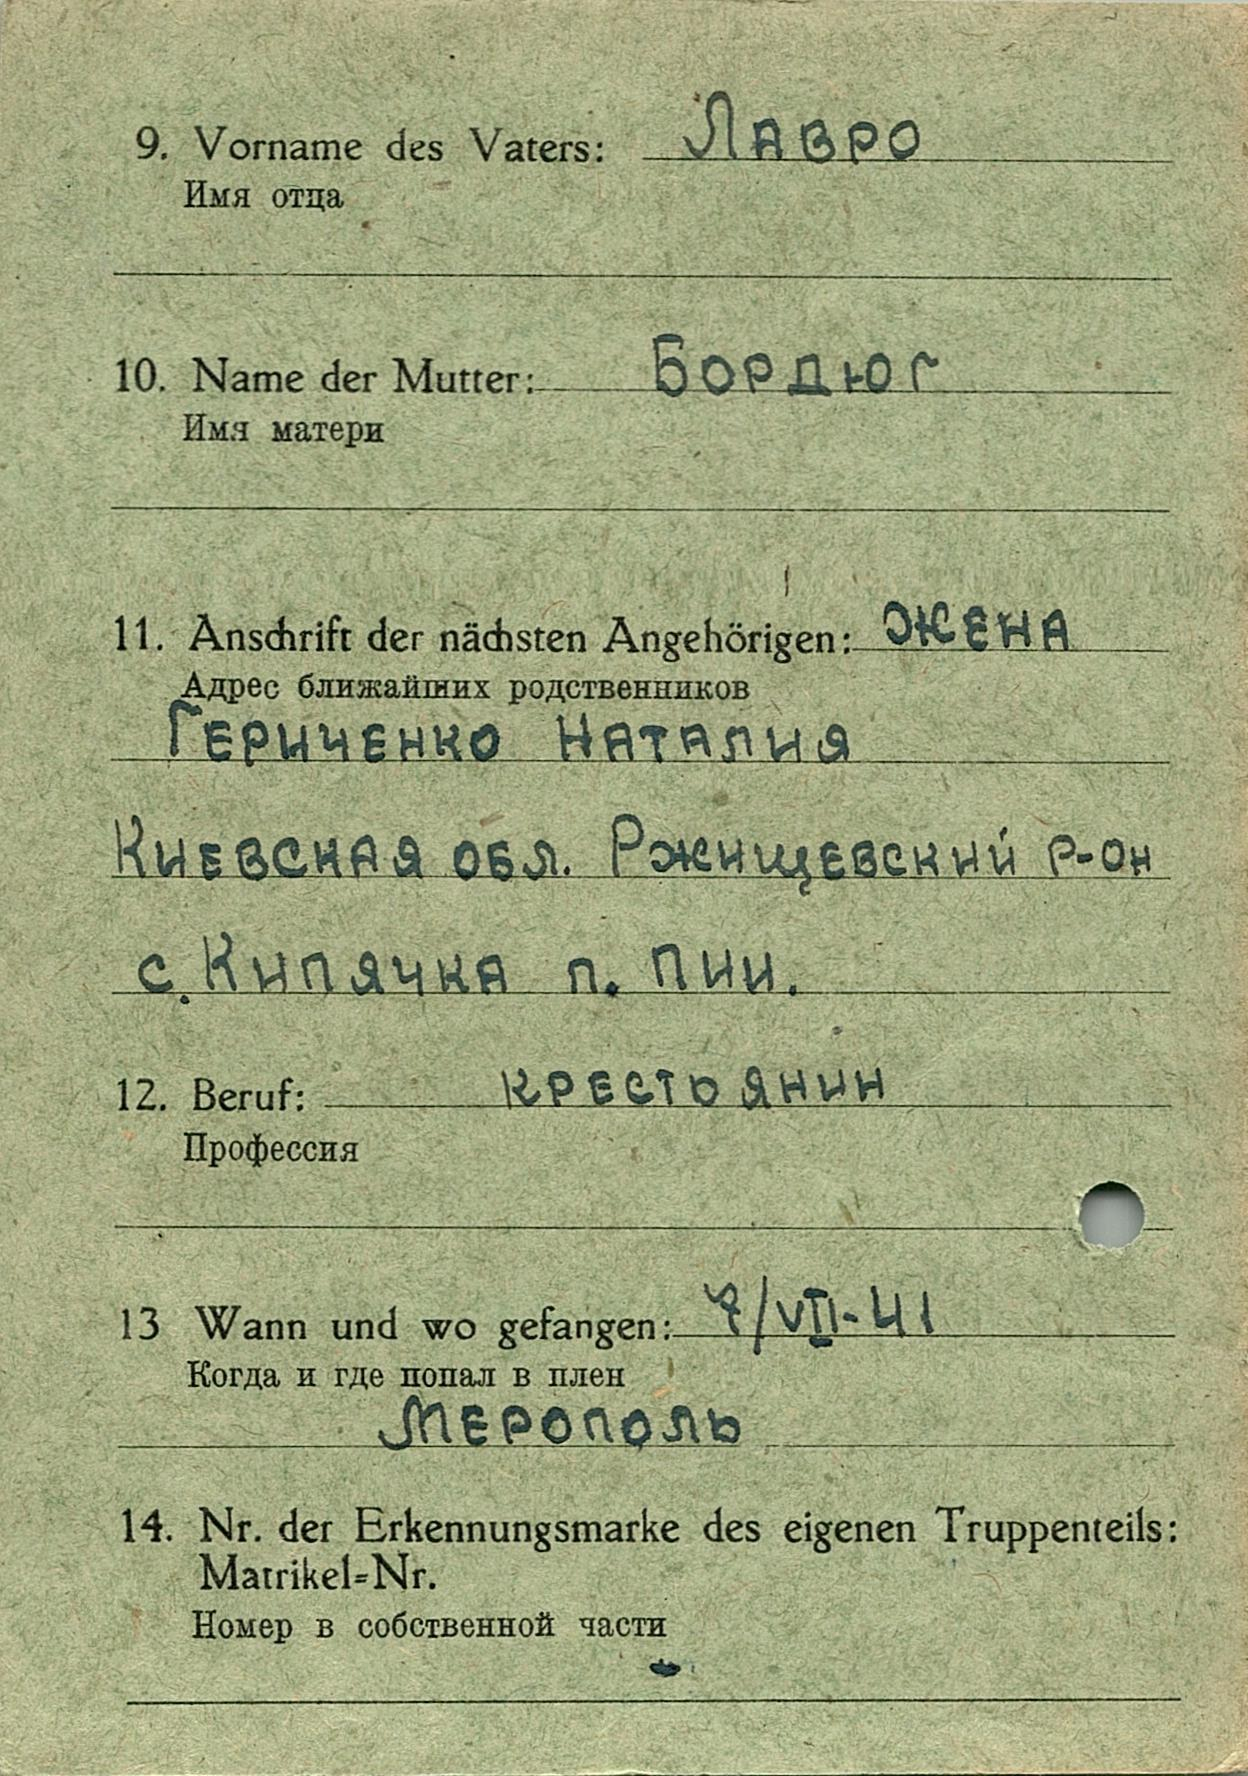 9. Vorname des Vaters: Лавро
Имя отца
10. Name der Mutter: Бордюг
Имя матери
11. Anschrift der nächsten Angehörigen: жена
Адрес ближайших родственников
Гериченко Наталия
Киевская обл. Ржищевский р-он
с. Кипячка п. пии.
12. Beruf: крестьянин
Профессия
13 Wann und wo gefangen: 7/VII-41
Когда и где попал в плен
Мерополь
14. Nr. der Erkennungsmarke des eigenen Truppenteils:
Matrikel=Nr.
Номер в собственной части
-